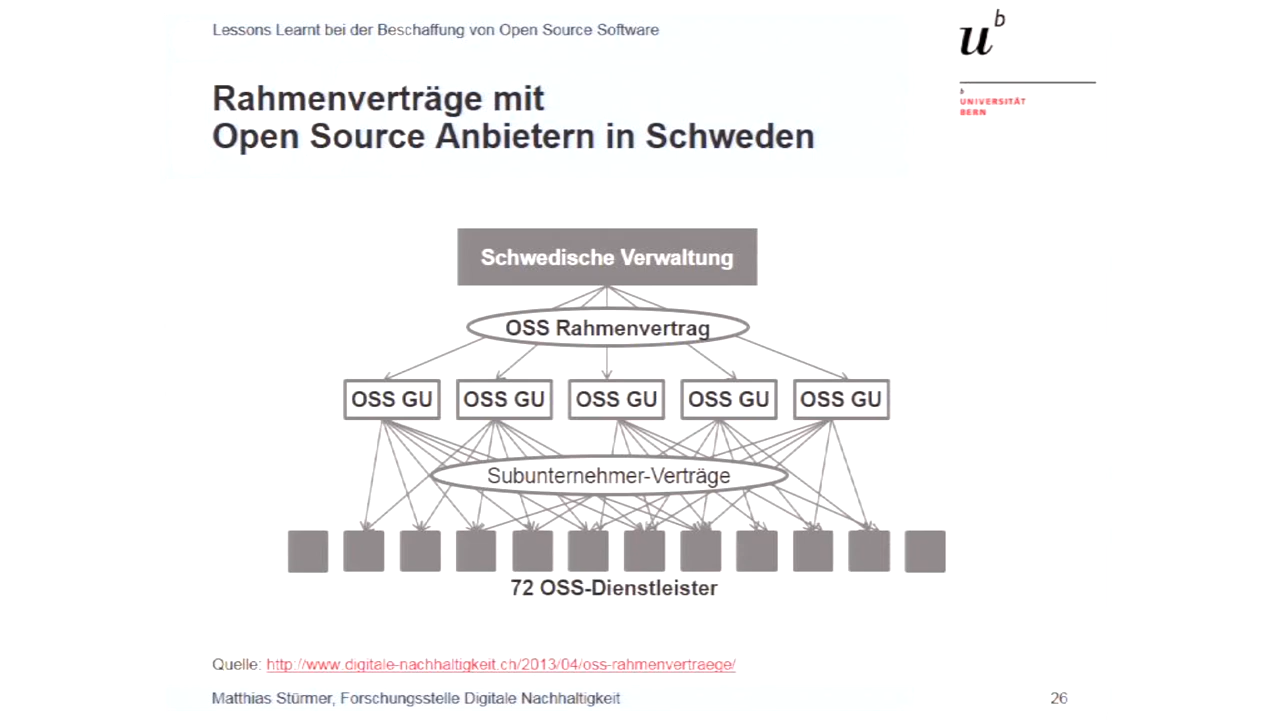 Lessons Learnt bei der Beschaffung von Open Source Software
u^b
b
UNIVERSITÄT
BERN
Rahmenverträge mit
Open Source Anbietern in Schweden
Schwedische Verwaltung
OSS Rahmenvertrag
OSS GU OSS GU OSS GU OSS GU OSS GU
Subunternehmer-Verträge
72 OSS-Dienstleister
Quelle: http://www.digitale-nachhaltigkeit.ch/2013/04/oss-rahmenvertraege/
Matthias Stürmer, Forschungsstelle Digitale Nachhaltigkeit 26